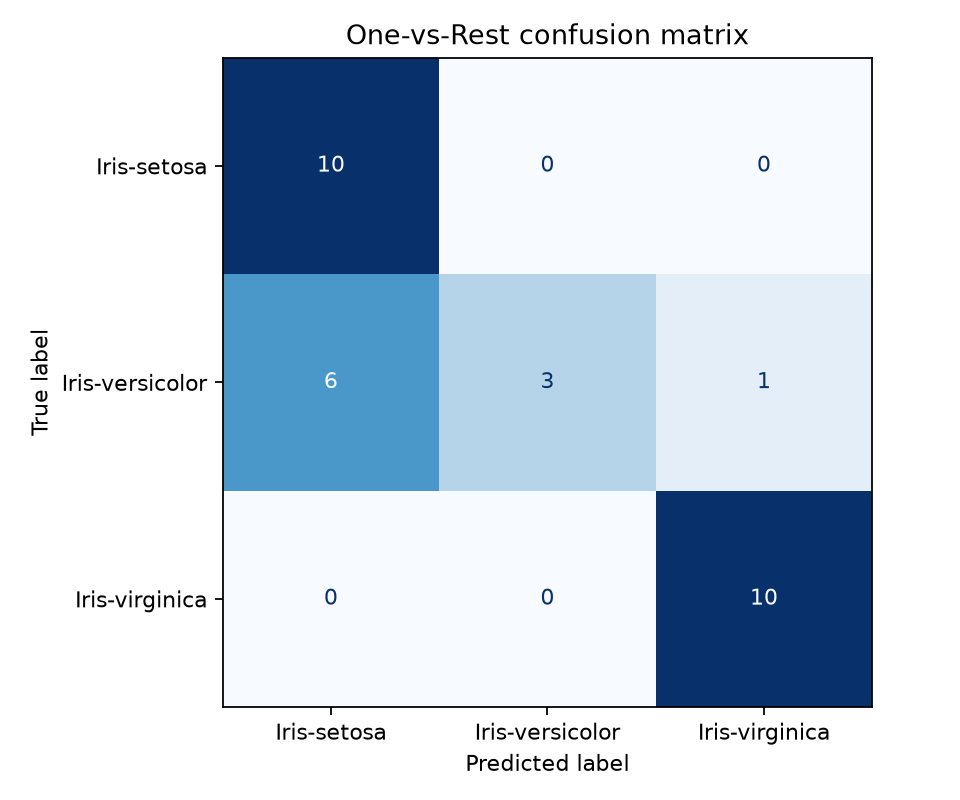 One-vs-Rest confusion matrix
True label
Iris-setosa
10
0
0
Iris-versicolor
6
3
1
Iris-virginica
0
0
10
Iris-setosa
Iris-versicolor
Iris-virginica
Predicted label